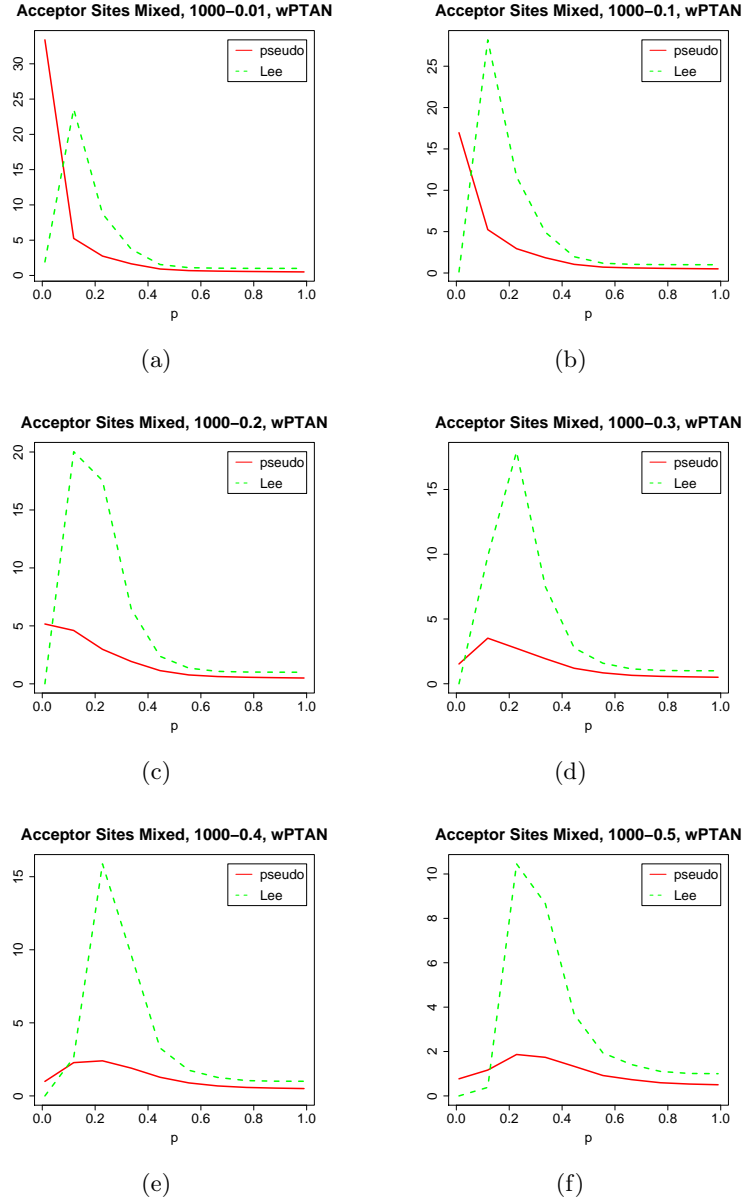 Acceptor Sites Mixed, 1000−0.01, wPTAN
pseudo
Lee
0 5 10 15 20 25 30
0.0 0.2 0.4 0.6 0.8 1.0
p
(a)
Acceptor Sites Mixed, 1000−0.1, wPTAN
pseudo
Lee
0 5 10 15 20 25
0.0 0.2 0.4 0.6 0.8 1.0
p
(b)
Acceptor Sites Mixed, 1000−0.2, wPTAN
pseudo
Lee
0 5 10 15 20
0.0 0.2 0.4 0.6 0.8 1.0
p
(c)
Acceptor Sites Mixed, 1000−0.3, wPTAN
pseudo
Lee
0 5 10 15
0.0 0.2 0.4 0.6 0.8 1.0
p
(d)
Acceptor Sites Mixed, 1000−0.4, wPTAN
pseudo
Lee
0 5 10 15
0.0 0.2 0.4 0.6 0.8 1.0
p
(e)
Acceptor Sites Mixed, 1000−0.5, wPTAN
pseudo
Lee
0 2 4 6 8 10
0.0 0.2 0.4 0.6 0.8 1.0
p
(f)